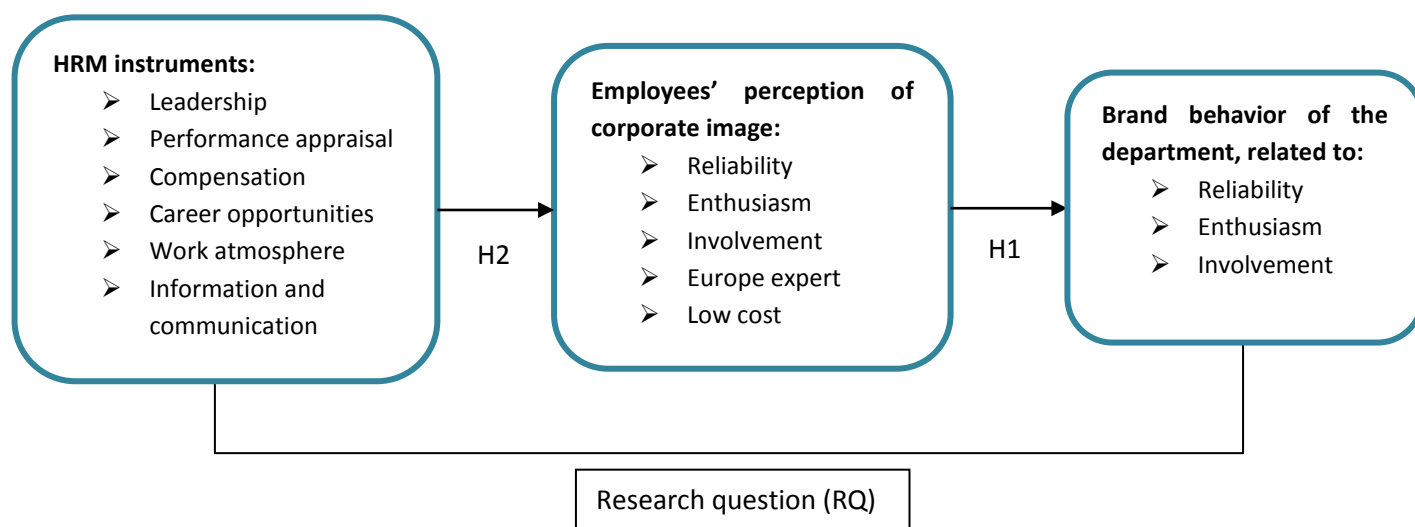 HRM instruments:
➢ Leadership
➢ Performance appraisal
➢ Compensation
➢ Career opportunities
➢ Work atmosphere
➢ Information and
communication
H2
Employees’ perception of
corporate image:
➢ Reliability
➢ Enthusiasm
➢ Involvement
➢ Europe expert
➢ Low cost
H1
Brand behavior of the
department, related to:
➢ Reliability
➢ Enthusiasm
➢ Involvement
Research question (RQ)